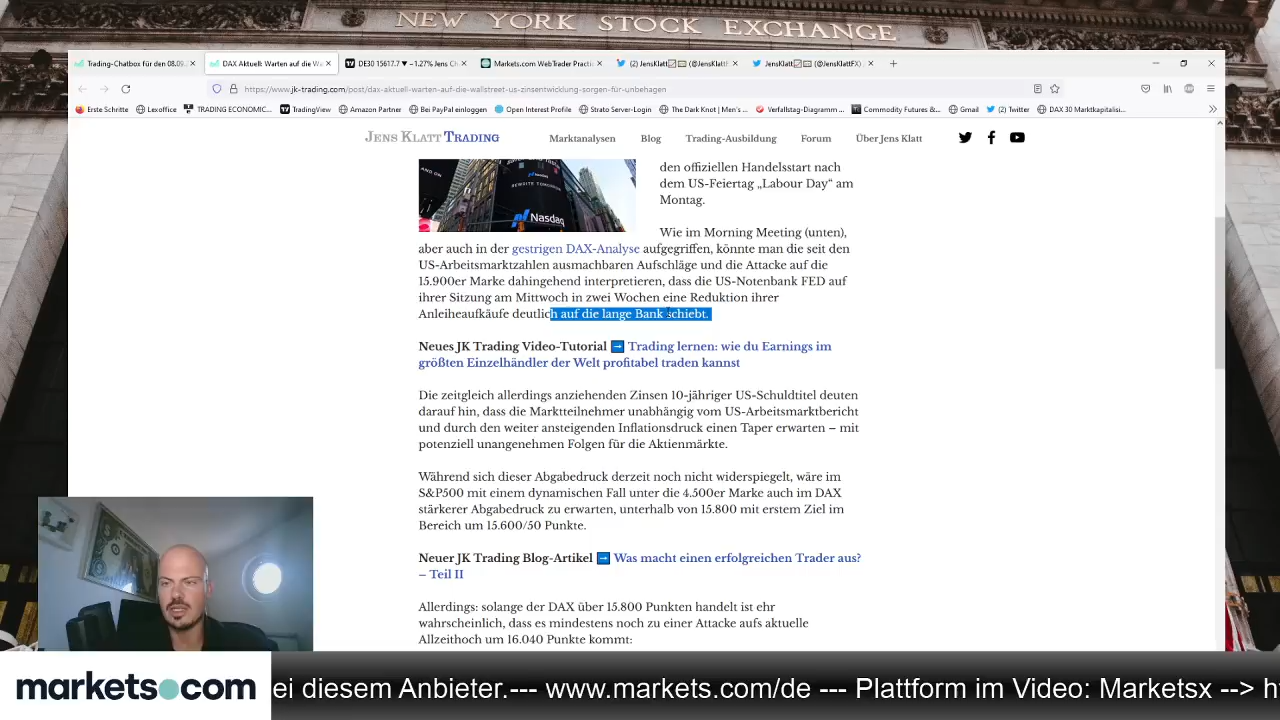 NEW YORK STOCK EXCHANGE
Trading-Chatbox für den 08.09.
DAX Aktuell: Warten auf die Wa
DE30 15617.7 ▼ −1.27% Jens Ch
Markets.com WebTrader Practic
(2) JensKlatt (@JensKlattF
JensKlatt (@JensKlattFX)
https://www.jk-trading.com/post/dax-aktuell-warten-auf-die-wallstreet-us-zinsentwicklung-sorgen-für-unbehagen
Erste Schritte
Lexoffice
TRADING ECONOMIC...
TradingView
Amazon Partner
Bei PayPal einloggen
Open Interest Profile
Strato Server-Login
The Dark Knot | Men's ...
Verfallstag-Diagramm ...
Commodity Futures &...
Gmail
(2) Twitter
DAX 30 Marktkapitalisi...
JENS KLATT TRADING
Marktanalysen
Blog
Trading-Ausbildung
Forum
Über Jens Klatt
Nasdaq
den offiziellen Handelsstart nach
dem US-Feiertag „Labour Day“ am
Montag.
Wie im Morning Meeting (unten),
aber auch in der gestrigen DAX-Analyse aufgegriffen, könnte man die seit den
US-Arbeitsmarktzahlen ausmachbaren Aufschläge und die Attacke auf die
15.900er Marke dahingehend interpretieren, dass die US-Notenbank FED auf
ihrer Sitzung am Mittwoch in zwei Wochen eine Reduktion ihrer
Anleiheaufkäufe deutlich auf die lange Bank schiebt.
Neues JK Trading Video-Tutorial ➡ Trading lernen: wie du Earnings im
größten Einzelhändler der Welt profitabel traden kannst
Die zeitgleich allerdings anziehenden Zinsen 10-jähriger US-Schuldtitel deuten
darauf hin, dass die Marktteilnehmer unabhängig vom US-Arbeitsmarktbericht
und durch den weiter ansteigenden Inflationsdruck einen Taper erwarten – mit
potenziell unangenehmen Folgen für die Aktienmärkte.
Während sich dieser Abgabedruck derzeit noch nicht widerspiegelt, wäre im
S&P500 mit einem dynamischen Fall unter die 4.500er Marke auch im DAX
stärkerer Abgabedruck zu erwarten, unterhalb von 15.800 mit erstem Ziel im
Bereich um 15.600/50 Punkte.
Neuer JK Trading Blog-Artikel ➡ Was macht einen erfolgreichen Trader aus?
– Teil II
Allerdings: solange der DAX über 15.800 Punkten handelt ist ehr
wahrscheinlich, dass es mindestens noch zu einer Attacke aufs aktuelle
Allzeithoch um 16.040 Punkte kommt:
markets.com
ei diesem Anbieter.--- www.markets.com/de --- Plattform im Video: Marketsx --> ht